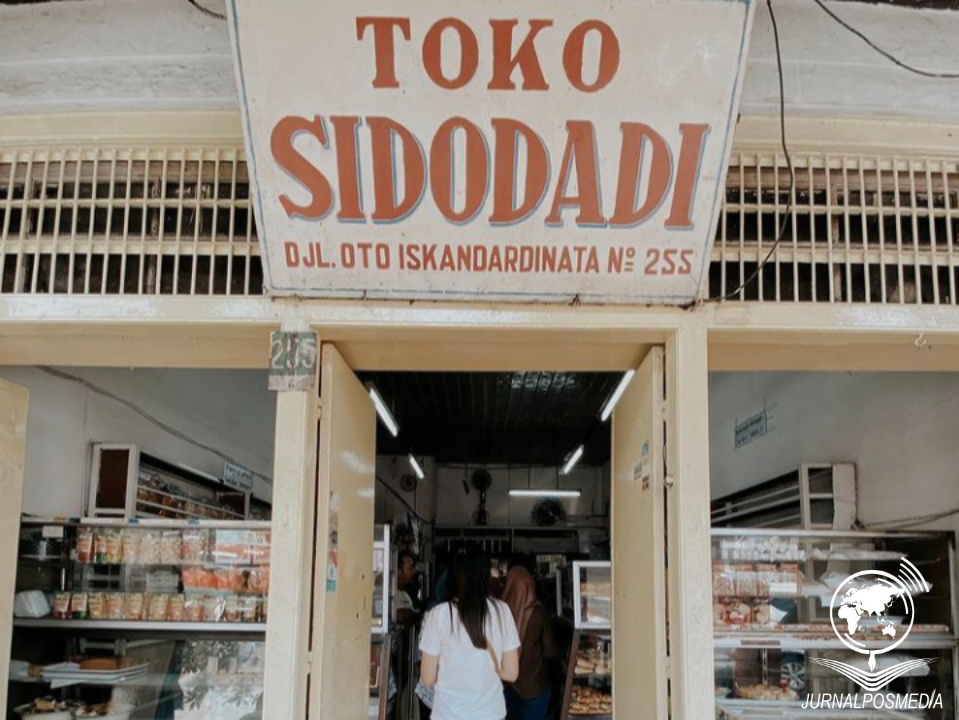 TOKO
SIDODADI
DJL. OTO ISKANDARDINATA Nº 255
255
JURNALPOSMEDIA